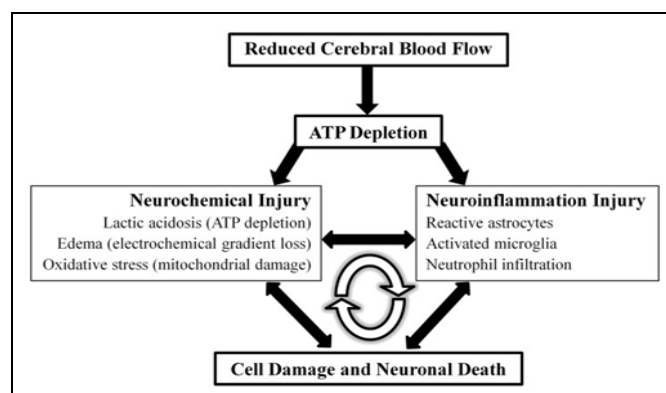 Reduced Cerebral Blood Flow
ATP Depletion
Neurochemical Injury
Lactic acidosis (ATP depletion)
Edema (electrochemical gradient loss)
Oxidative stress (mitochondrial damage)
Neuroinflammation Injury
Reactive astrocytes
Activated microglia
Neutrophil infiltration
Cell Damage and Neuronal Death